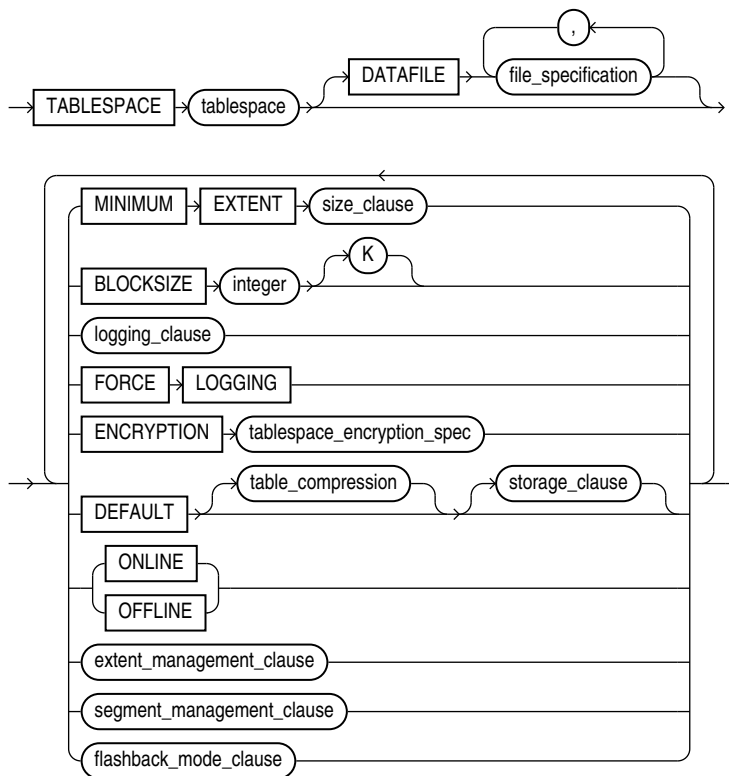 ,
DATAFILE file_specification
TABLESPACE tablespace
MINIMUM EXTENT size_clause
K
BLOCKSIZE integer
logging_clause
FORCE LOGGING
ENCRYPTION tablespace_encryption_spec
table_compression storage_clause
DEFAULT
ONLINE
OFFLINE
extent_management_clause
segment_management_clause
flashback_mode_clause